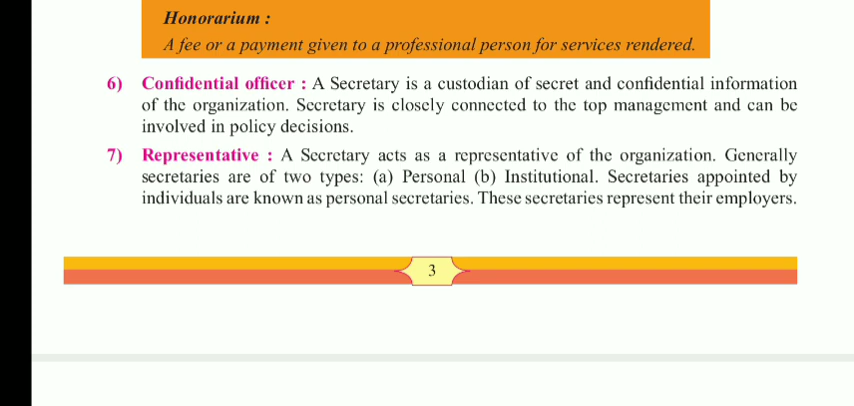 Honorarium :
A fee or a payment given to a professional person for services rendered.
6) Confidential officer : A Secretary is a custodian of secret and confidential information
of the organization. Secretary is closely connected to the top management and can be
involved in policy decisions.
7) Representative : A Secretary acts as a representative of the organization. Generally
secretaries are of two types: (a) Personal (b) Institutional. Secretaries appointed by
individuals are known as personal secretaries. These secretaries represent their employers.
3